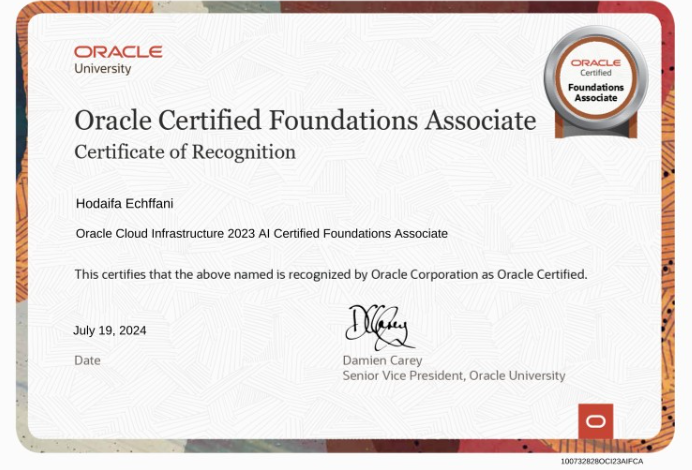 ORACLE
University
ORACLE
Certified
Foundations
Associate
Oracle Certified Foundations Associate
Certificate of Recognition
Hodaifa Echffani
Oracle Cloud Infrastructure 2023 AI Certified Foundations Associate
This certifies that the above named is recognized by Oracle Corporation as Oracle Certified.
July 19, 2024
Date
DCarey
Damien Carey
Senior Vice President, Oracle University
100732828OCI23AIFCA